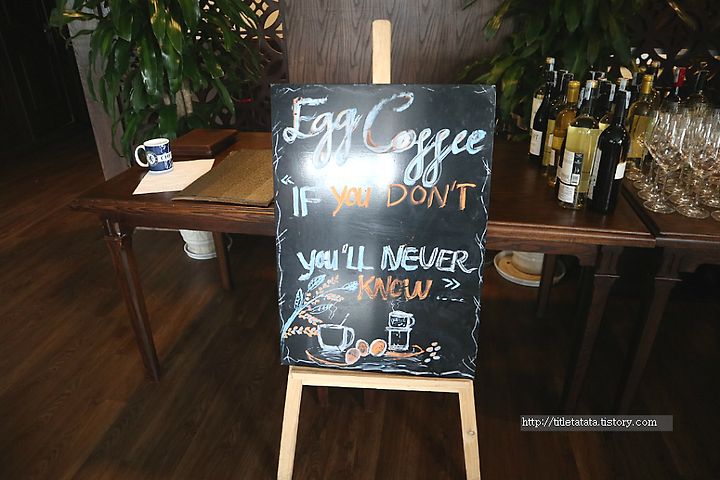 Egg Coffee
"IF you DON'T
you'LL NEVER
KNOW "....
http://titletatata.tistory.com